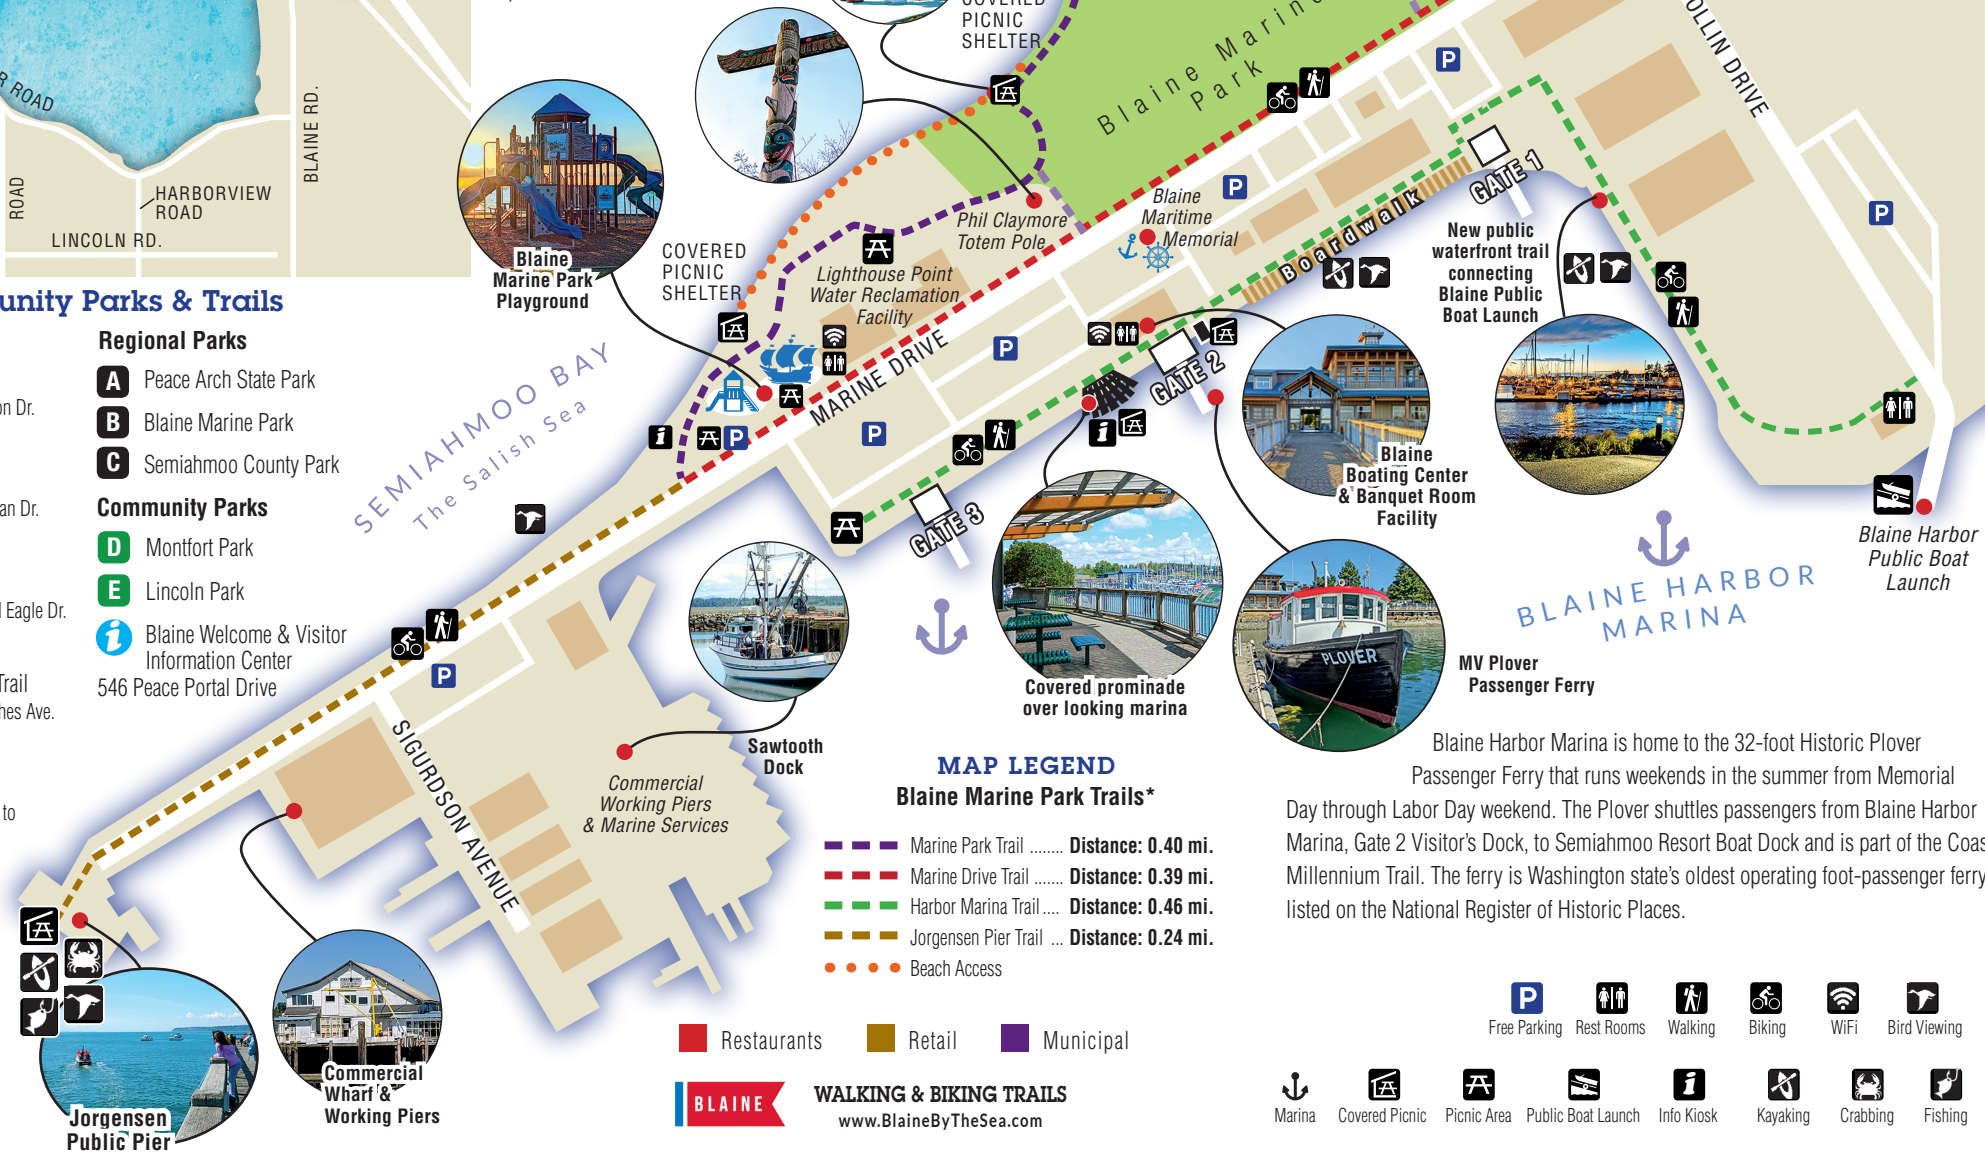 COVERED
PICNIC
SHELTER
Blaine Marine
Park
OLLIN DRIVE
R ROAD
BLAINE RD.
ROAD
HARBORVIEW
ROAD
LINCOLN RD.
P
P
P
GATE 1
Boardwalk
Blaine
Maritime
Memorial
Phil Claymore
Totem Pole
Lighthouse Point
Water Reclamation
Facility
Blaine
Marine Park
Playground
COVERED
PICNIC
SHELTER
New public
waterfront trail
connecting
Blaine Public
Boat Launch
unity Parks & Trails
Regional Parks
A Peace Arch State Park
B Blaine Marine Park
C Semiahmoo County Park
Community Parks
D Montfort Park
E Lincoln Park
i Blaine Welcome & Visitor
Information Center
546 Peace Portal Drive
on Dr.
an Dr.
l Eagle Dr.
Trail
hes Ave.
to
SEMIAHMOO BAY
The Salish Sea
MARINE DRIVE
P
P
P
i
i
GATE 2
GATE 3
Blaine
Boating Center
& Banquet Room
Facility
Blaine Harbor
Public Boat
Launch
BLAINE HARBOR
MARINA
P
SIGURDSON AVENUE
Sawtooth
Dock
Commercial
Working Piers
& Marine Services
Covered prominade
over looking marina
PLOVER
MV Plover
Passenger Ferry
Blaine Harbor Marina is home to the 32-foot Historic Plover
Passenger Ferry that runs weekends in the summer from Memorial
Day through Labor Day weekend. The Plover shuttles passengers from Blaine Harbor
Marina, Gate 2 Visitor's Dock, to Semiahmoo Resort Boat Dock and is part of the Coas
Millennium Trail. The ferry is Washington state's oldest operating foot-passenger ferry
listed on the National Register of Historic Places.
MAP LEGEND
Blaine Marine Park Trails*
Marine Park Trail ........ Distance: 0.40 mi.
Marine Drive Trail ....... Distance: 0.39 mi.
Harbor Marina Trail .... Distance: 0.46 mi.
Jorgensen Pier Trail ... Distance: 0.24 mi.
Beach Access
Restaurants Retail Municipal
BLAINE
WALKING & BIKING TRAILS
www.BlaineByTheSea.com
Jorgensen
Public Pier
Commercial
Wharf &
Working Piers
P
Free Parking Rest Rooms Walking Biking WiFi Bird Viewing
i
Marina Covered Picnic Picnic Area Public Boat Launch Info Kiosk Kayaking Crabbing Fishing